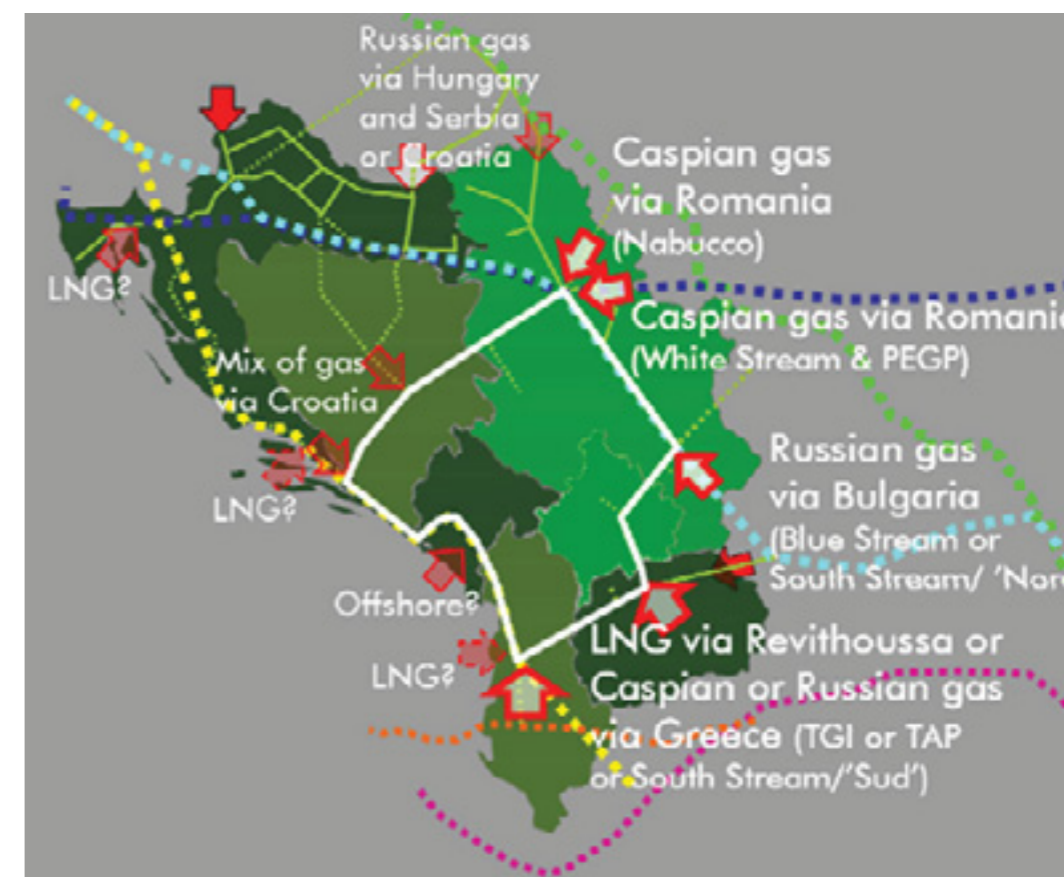 Russian gas
via Hungary
and Serbia
or Croatia
Caspian gas
via Romania
(Nabucco)
LNG?
Caspian gas via Romania
(White Stream & PEGP)
Mix of gas
via Croatia
Russian gas
via Bulgaria
(Blue Stream or
South Stream/ 'Nor
LNG?
Offshore?
LNG via Revithoussa or
Caspian or Russian gas
via Greece (TGI or TAP
or South Stream/'Sud')
LNG?